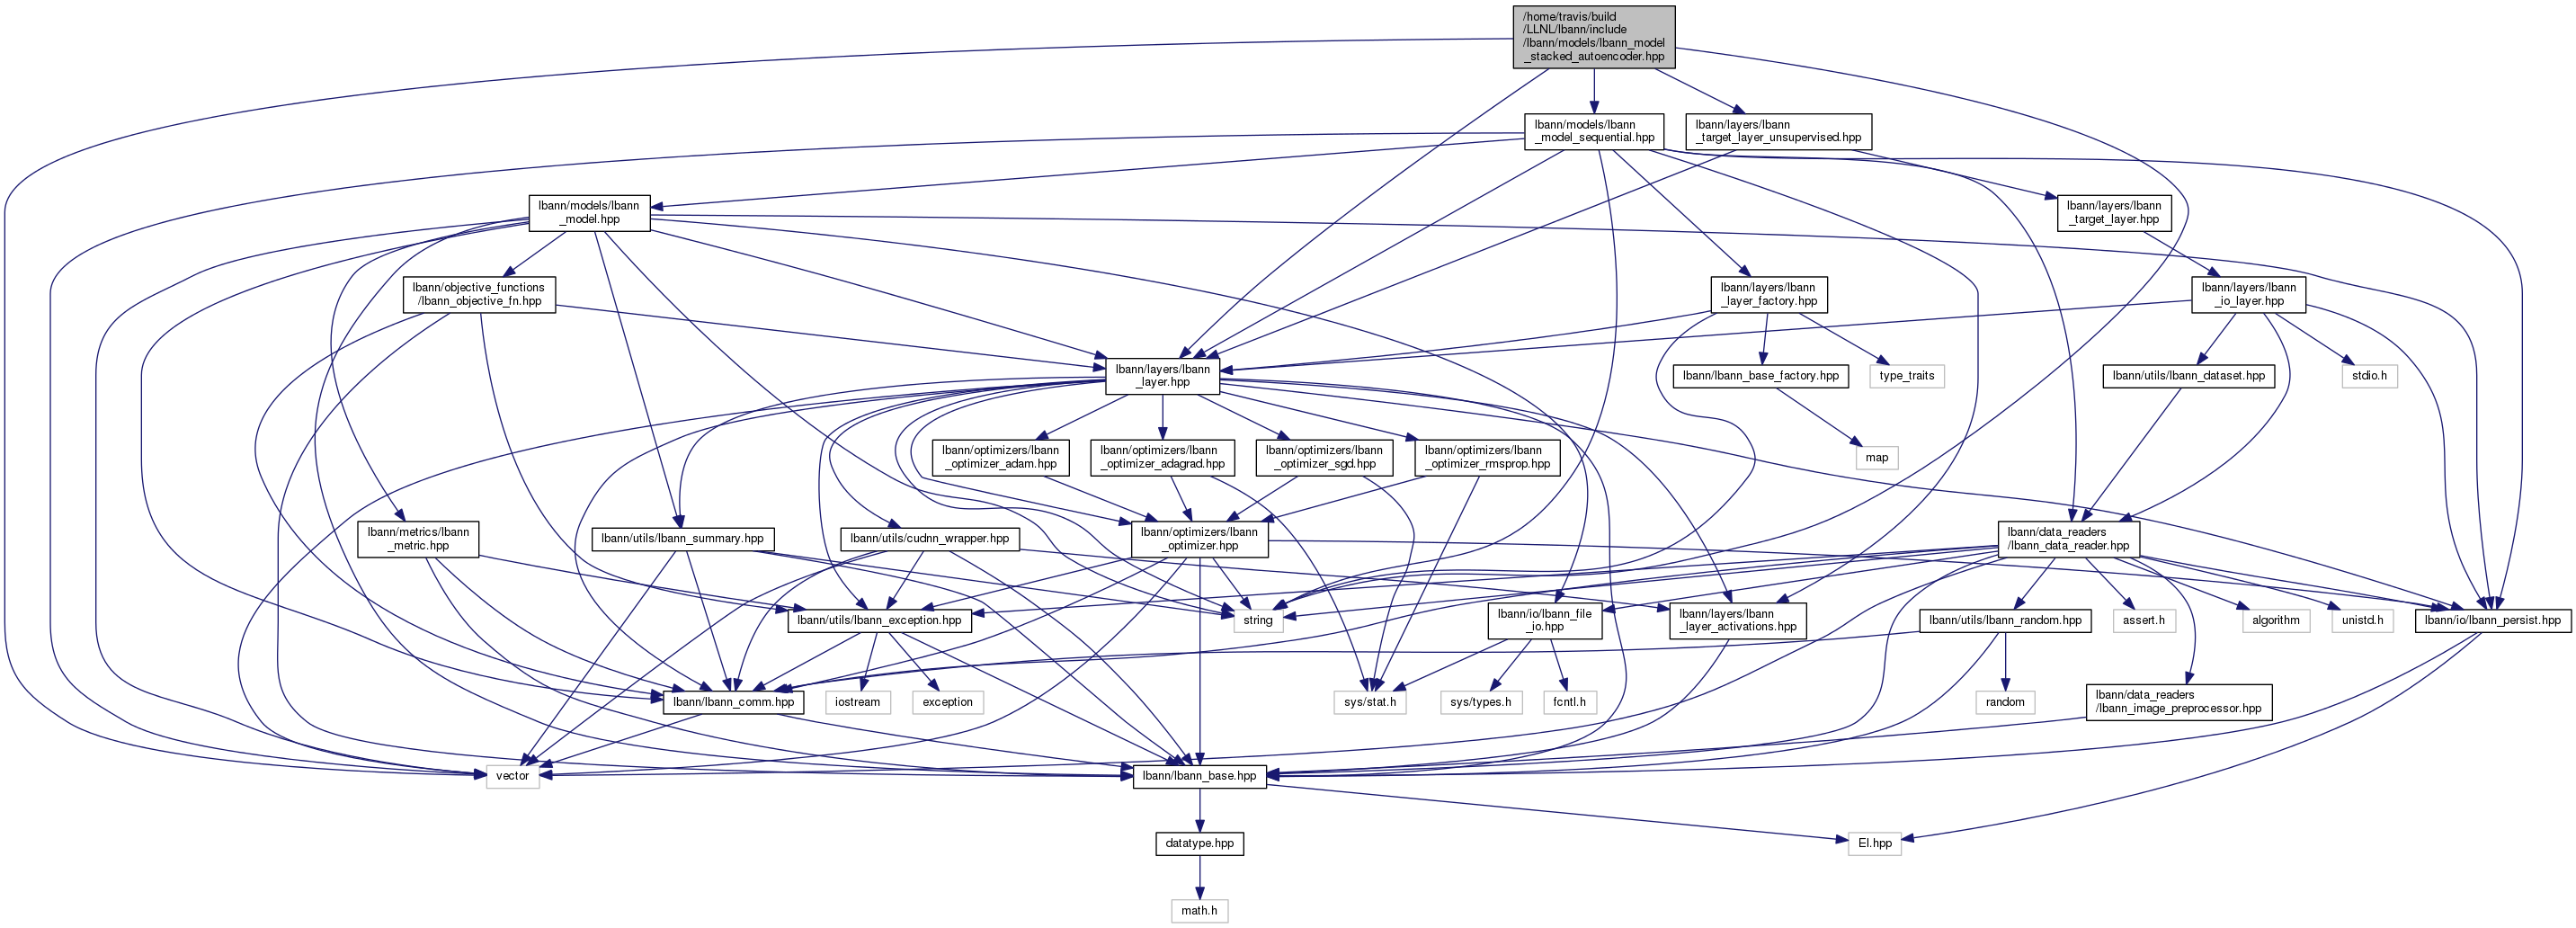 /home/travis/build
/LLNL/lbann/include
/lbann/models/lbann_model
_stacked_autoencoder.hpp
lbann/models/lbann
_model_sequential.hpp
lbann/layers/lbann
_target_layer_unsupervised.hpp
lbann/models/lbann
_model.hpp
lbann/layers/lbann
_target_layer.hpp
lbann/objective_functions
/lbann_objective_fn.hpp
lbann/layers/lbann
_layer_factory.hpp
lbann/layers/lbann
_io_layer.hpp
lbann/layers/lbann
_layer.hpp
lbann/lbann_base_factory.hpp
type_traits
lbann/utils/lbann_dataset.hpp
stdio.h
lbann/optimizers/lbann
_optimizer_adam.hpp
lbann/optimizers/lbann
_optimizer_adagrad.hpp
lbann/optimizers/lbann
_optimizer_sgd.hpp
lbann/optimizers/lbann
_optimizer_rmsprop.hpp
map
lbann/metrics/lbann
_metric.hpp
lbann/utils/lbann_summary.hpp
lbann/utils/cudnn_wrapper.hpp
lbann/optimizers/lbann
_optimizer.hpp
lbann/data_readers
/lbann_data_reader.hpp
lbann/utils/lbann_exception.hpp
string
lbann/io/lbann_file
_io.hpp
lbann/layers/lbann
_layer_activations.hpp
lbann/utils/lbann_random.hpp
assert.h
algorithm
unistd.h
lbann/io/lbann_persist.hpp
lbann/lbann_comm.hpp
iostream
exception
sys/stat.h
sys/types.h
fcntl.h
random
lbann/data_readers
/lbann_image_preprocessor.hpp
vector
lbann/lbann_base.hpp
datatype.hpp
El.hpp
math.h